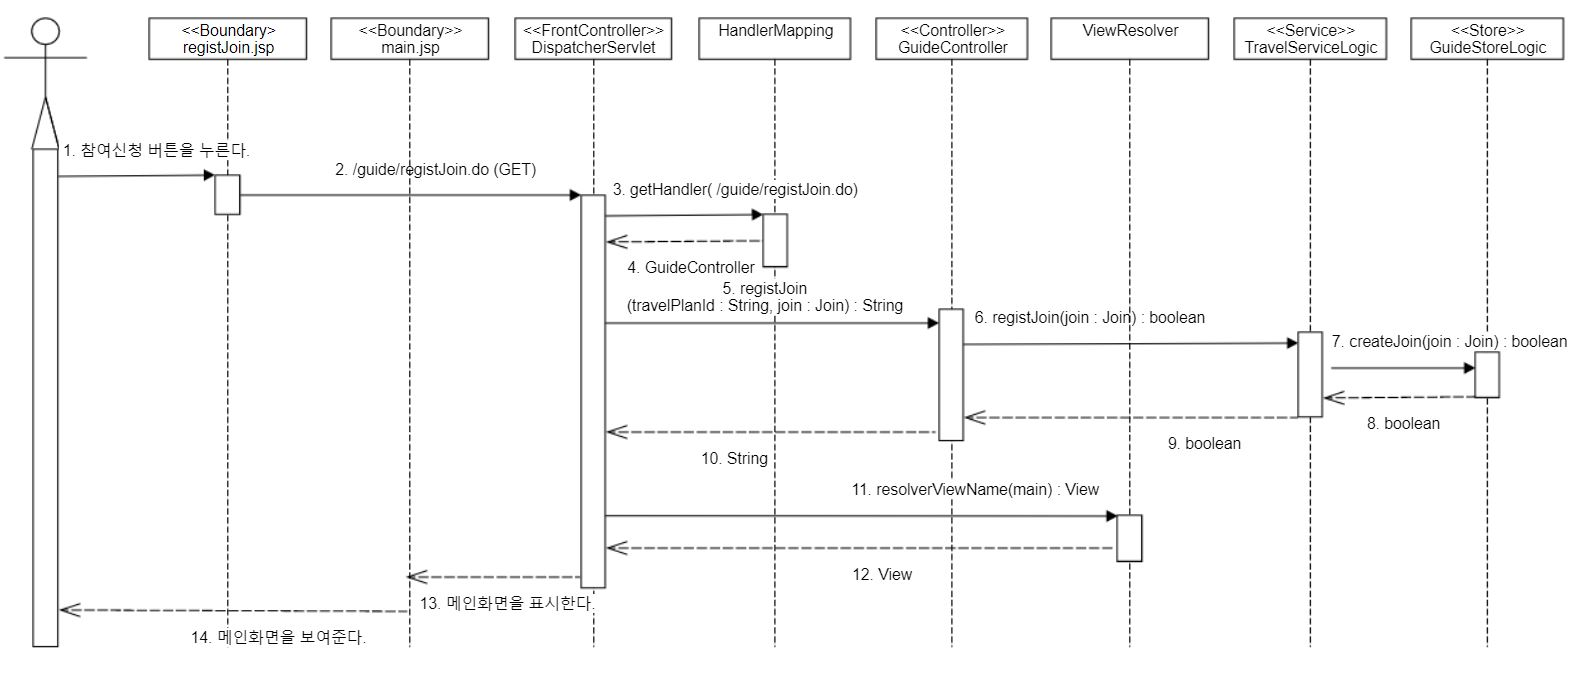 <<Boundary>
registJoin.jsp
<<Boundary>>
main.jsp
<<FrontController>>
DispatcherServlet
HandlerMapping
<<Controller>>
GuideController
ViewResolver
<<Service>>
TravelServiceLogic
<<Store>>
GuideStoreLogic
1. 참여신청 버튼을 누른다.
2. /guide/registJoin.do (GET)
3. getHandler( /guide/registJoin.do)
4. GuideController
5. registJoin
(travelPlanId : String, join : Join) : String
6. registJoin(join : Join) : boolean
7. createJoin(join : Join) : boolean
8. boolean
9. boolean
10. String
11. resolverViewName(main) : View
12. View
13. 메인화면을 표시한다.
14. 메인화면을 보여준다.